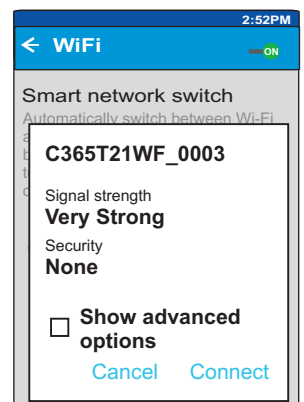 2:52PM
WiFi
ON
Smart network switch
Automatically switch between Wi-Fi
C365T21WF_0003
Signal strength
Very Strong
Security
None
Show advanced
options
Cancel Connect